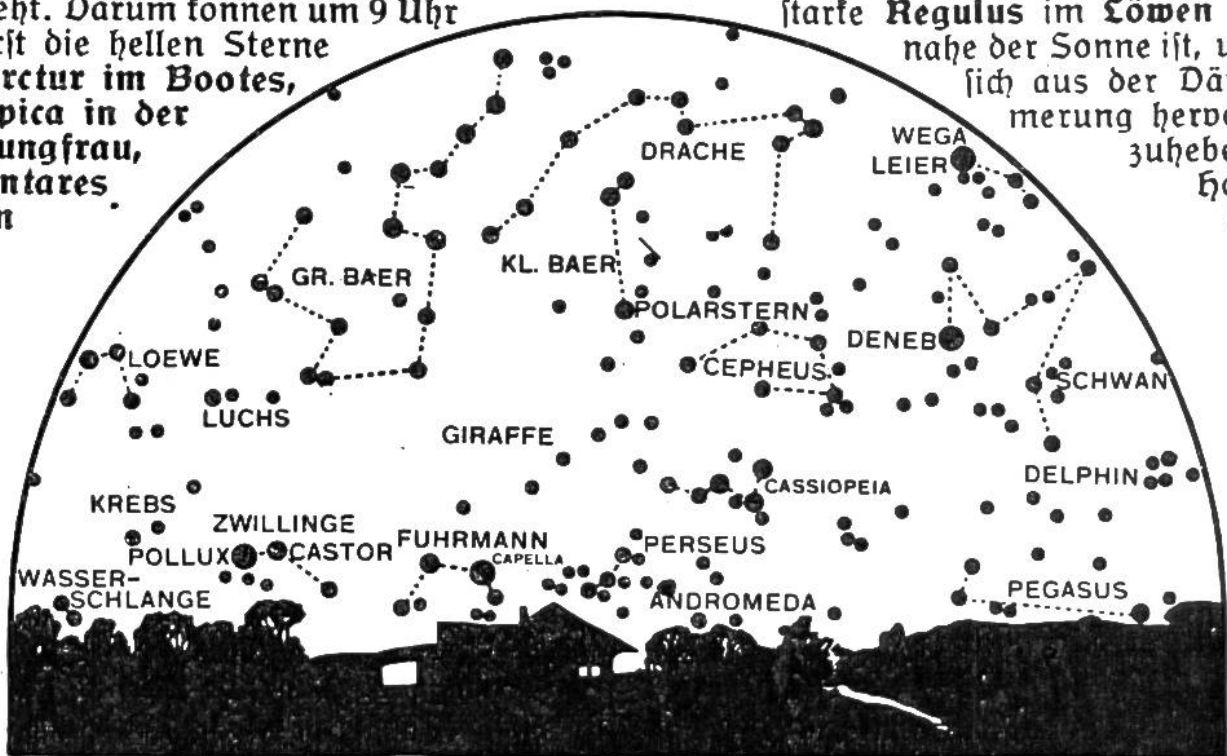 eht. Darum können um 9 Uhr
rst die hellen Sterne
rctur im Bootes,
pica in der
ungfrau,
ntares
n
ſtarke Regulus im Löwen
nahe der Sonne iſt, u
ſich aus der Dä
merung hervo
zuhebe
ha
DRACHE
WEGA
LEIER
GR. BAER
KL. BAER
POLARSTERN
DENEB
LOEWE
CEPHEUS
SCHWAN
LUCHS
GIRAFFE
DELPHIN
CASSIOPEIA
KREBS
ZWILLINGE
POLLUX
CASTOR
FUHRMANN
CAPELLA
PERSEUS
WASSER-
SCHLANGE
ANDROMEDA
PEGASUS